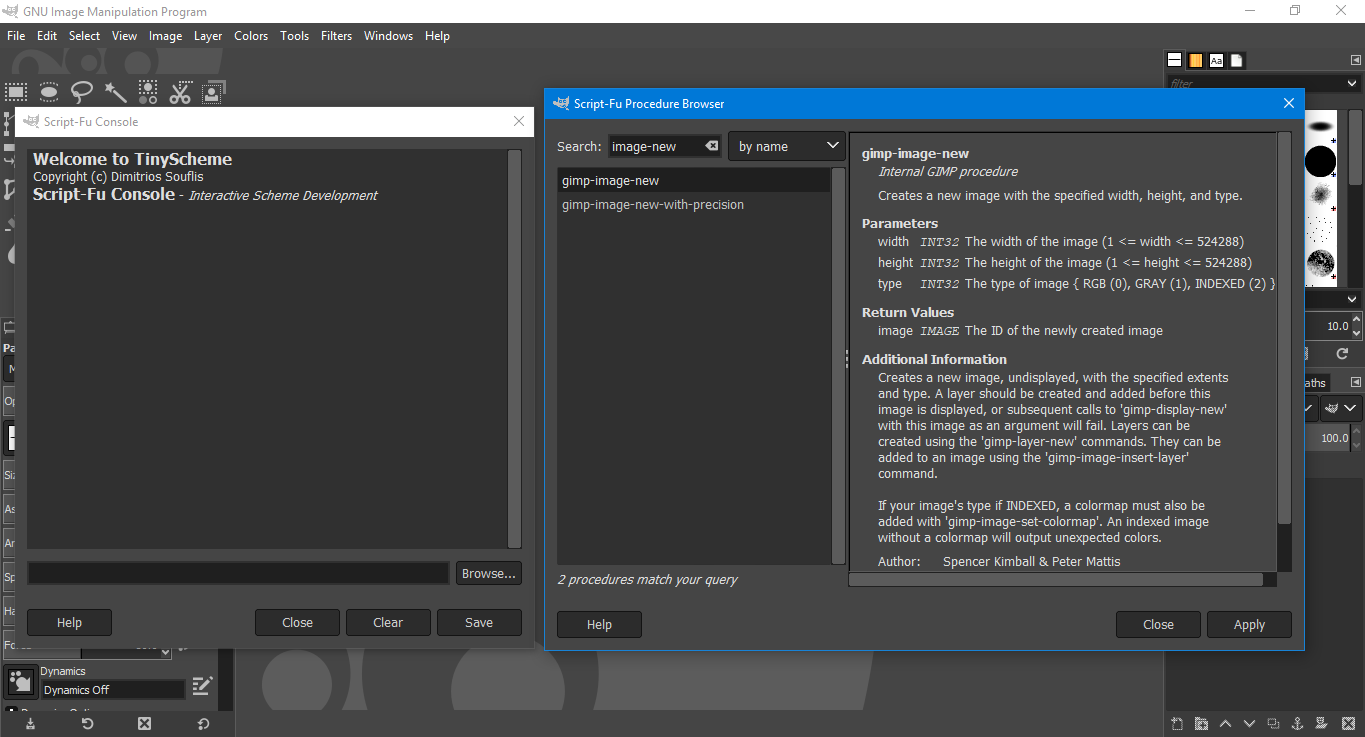 GNU Image Manipulation Program
File Edit Select View Image Layer Colors Tools Filters Windows Help
filter
Script-Fu Console
Welcome to TinyScheme
Copyright (c) Dimitrios Souflis
Script-Fu Console - Interactive Scheme Development
Browse...
Help Close Clear Save
Script-Fu Procedure Browser
Search: image-new by name
gimp-image-new
gimp-image-new-with-precision
2 procedures match your query
gimp-image-new
Internal GIMP procedure
Creates a new image with the specified width, height, and type.
Parameters
width INT32 The width of the image (1 <= width <= 524288)
height INT32 The height of the image (1 <= height <= 524288)
type INT32 The type of image { RGB (0), GRAY (1), INDEXED (2) }
Return Values
image IMAGE The ID of the newly created image
Additional Information
Creates a new image, undisplayed, with the specified extents
and type. A layer should be created and added before this
image is displayed, or subsequent calls to 'gimp-display-new'
with this image as an argument will fail. Layers can be
created using the 'gimp-layer-new' commands. They can be
added to an image using the 'gimp-image-insert-layer'
command.
If your image's type if INDEXED, a colormap must also be
added with 'gimp-image-set-colormap'. An indexed image
without a colormap will output unexpected colors.
Author: Spencer Kimball & Peter Mattis
Help Close Apply
Aa
10.0
aths
100.0
Pa
M
Op
Siz
As
An
Sp
Ha
Dynamics
Dynamics Off